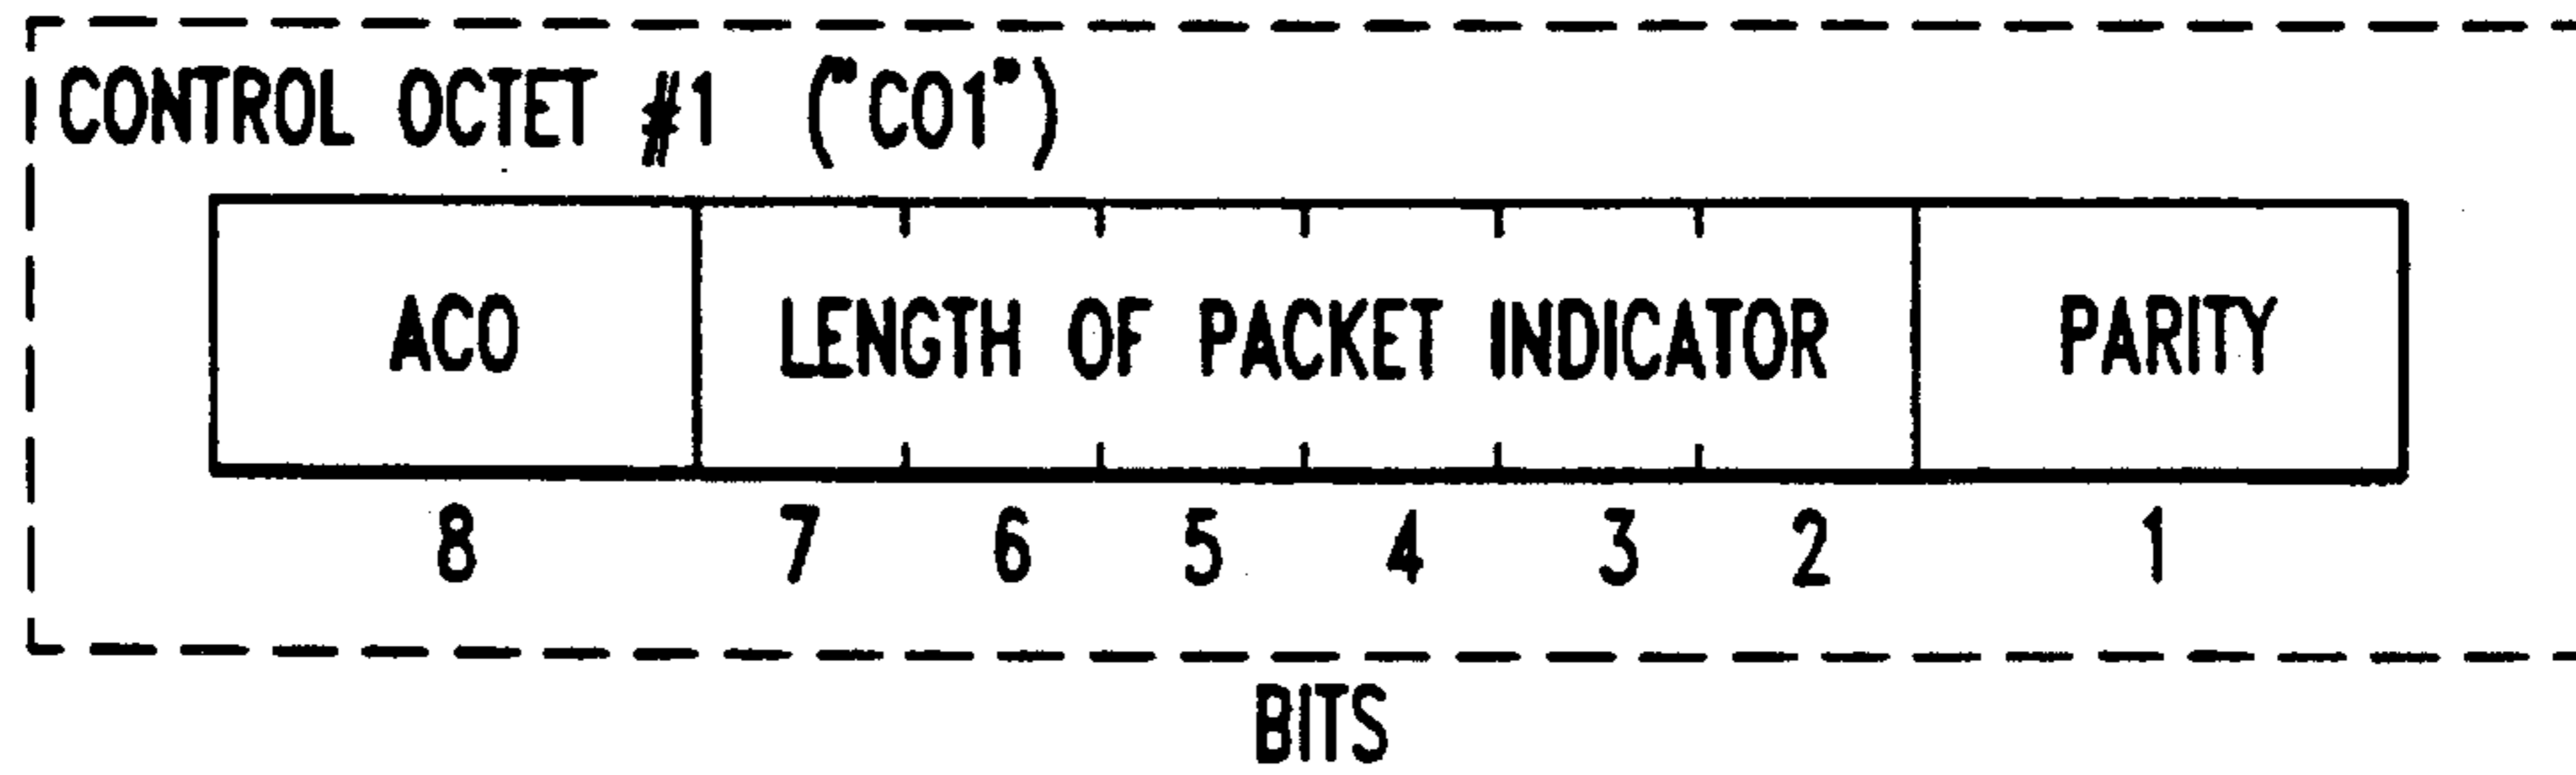 CONTROL OCTET #1 ("CO1")
ACO LENGTH OF PACKET INDICATOR PARITY
8 7 6 5 4 3 2 1
BITS